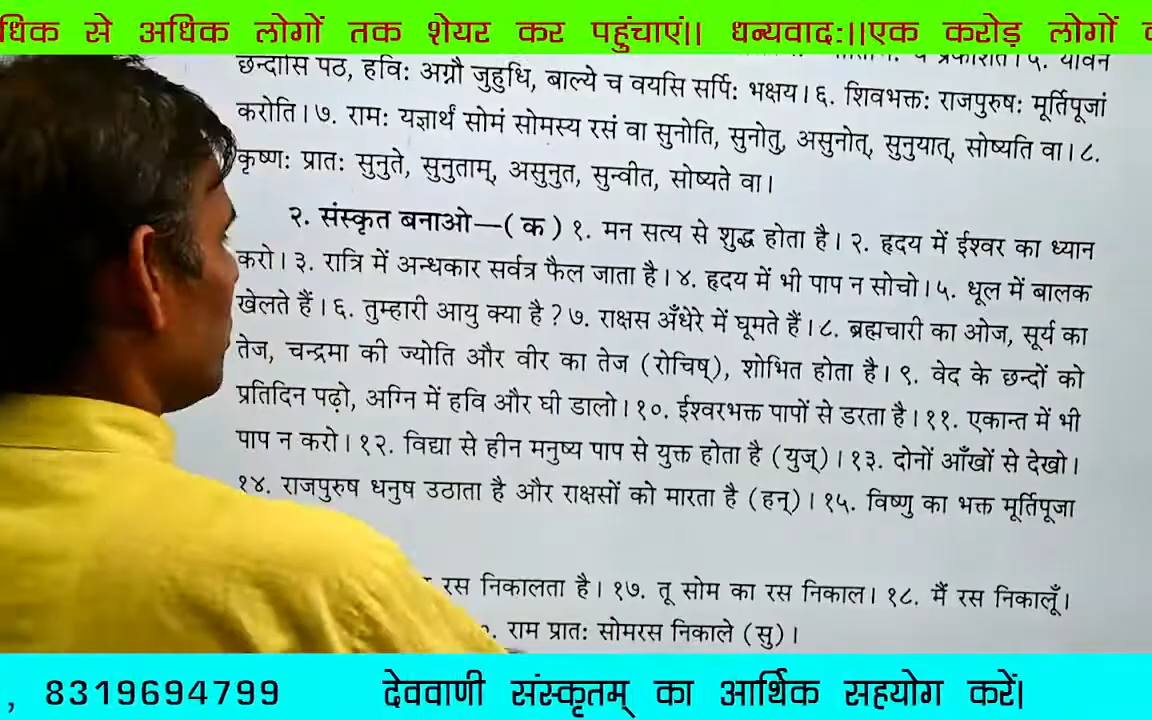 धिक से अधिक लोगों तक शेयर कर पहुंचाएं|| धन्यवादः||एक करोड़ लोगों
छन्दांसि पठ, हविः अग्नौ जुहुधि, बाल्ये च वयसि सर्पिः भक्षय। ६. शिवभक्तः राजपुरुषः मूर्तिपूजां
करोति। ७. रामः यज्ञार्थं सोमं सोमस्य रसं वा सुनोति, सुनोतु, असुनोत्, सुनुयात्, सोष्यति वा। ८.
कृष्णः प्रातः सुनुते, सुनुताम्, असुनुत, सुन्वीत, सोष्यते वा।
२. संस्कृत बनाओ—(क) १. मन सत्य से शुद्ध होता है। २. हृदय में ईश्वर का ध्यान
करो। ३. रात्रि में अन्धकार सर्वत्र फैल जाता है। ४. हृदय में भी पाप न सोचो। ५. धूल में बालक
खेलते हैं। ६. तुम्हारी आयु क्या है ? ७. राक्षस अँधेरे में घूमते हैं। ८. ब्रह्मचारी का ओज, सूर्य का
तेज, चन्द्रमा की ज्योति और वीर का तेज (रोचिष्), शोभित होता है। ९. वेद के छन्दों को
प्रतिदिन पढ़ो, अग्नि में हवि और घी डालो। १०. ईश्वरभक्त पापों से डरता है। ११. एकान्त में भी
पाप न करो। १२. विद्या से हीन मनुष्य पाप से युक्त होता है (युज्)। १३. दोनों आँखों से देखो।
१४. राजपुरुष धनुष उठाता है और राक्षसों को मारता है (हन्)। १५. विष्णु का भक्त मूर्तिपूजा
रस निकालता है। १७. तू सोम का रस निकाल। १८. मैं रस निकालूँ।
राम प्रातः सोमरस निकाले (सु)।
, 8319694799 देववाणी संस्कृतम् का आर्थिक सहयोग करें|